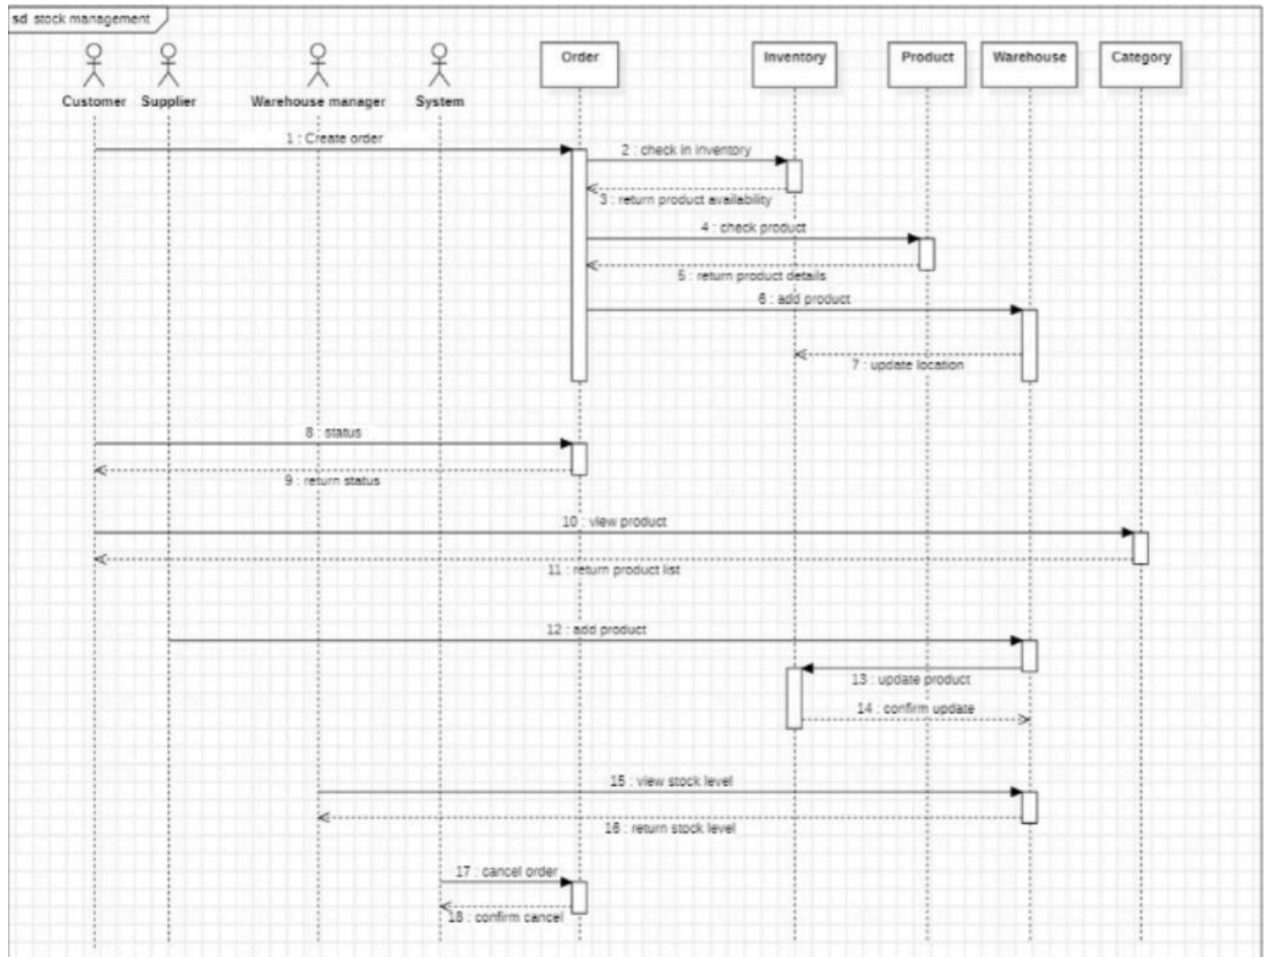 sd stock management
Customer Supplier Warehouse manager System Order Inventory Product Warehouse Category
1 : Create order
2 : check in inventory
3 : return product availability
4 : check product
5 : return product details
6 : add product
7 : update location
8 : status
9 : return status
10 : view product
11 : return product list
12 : add product
13 : update product
14 : confirm update
15 : view stock level
16 : return stock level
17 : cancel order
18 : confirm cancel